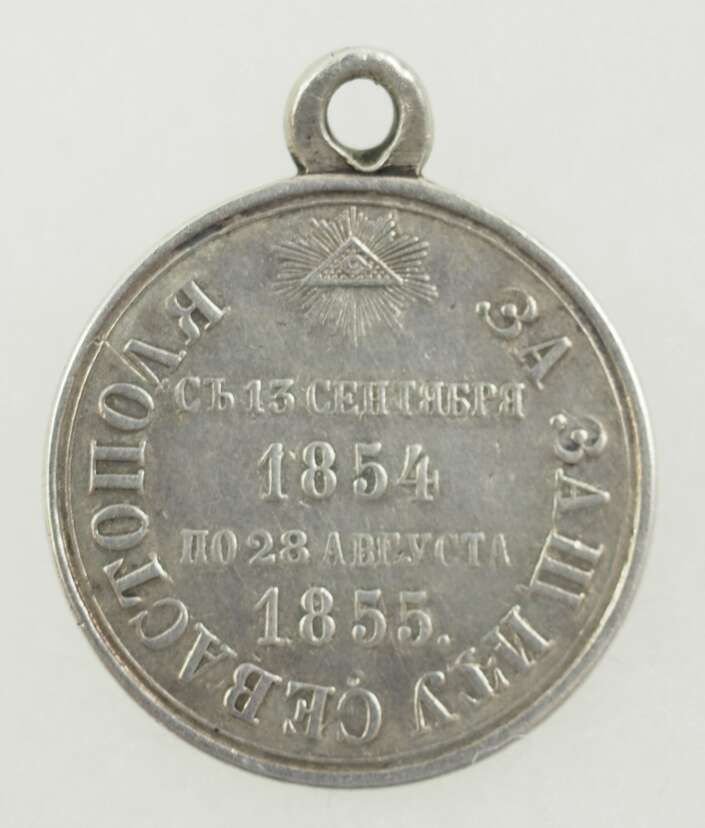 ЗА ЗАЩИТУ СЕВАСТОПОЛЯ
СЪ 13 СЕНТЯБРЯ
1854
ПО 28 АВГУСТА
1855.